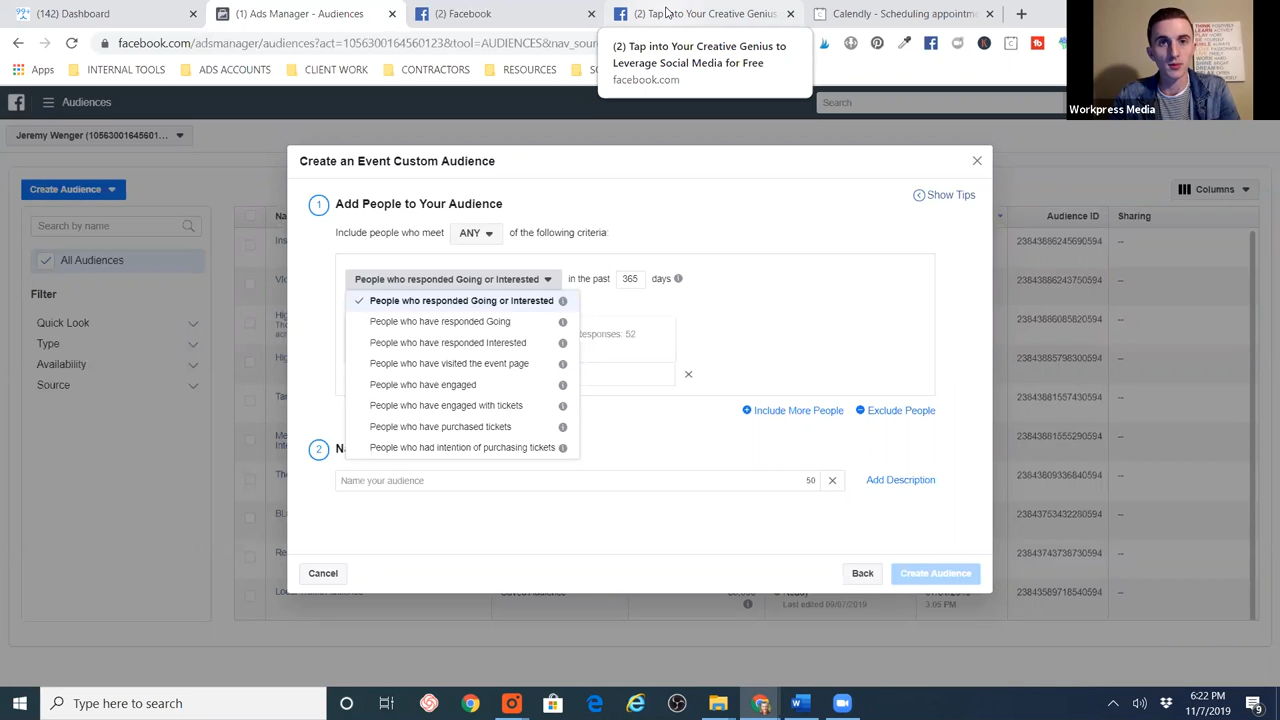 (142) Dashboard
(1) Ads Manager - Audiences
(2) Facebook
(2) Tap into Your Creative Genius
Calendly - Scheduling appointm
facebook.com/adsmanager/audiences?act=105630016456012
Apps
INTERNAL TOOLS
ADS ACCOUNTS
CLIENT WORK
CONTRACTORS
RESOURCES
(2) Tap into Your Creative Genius to
Leverage Social Media for Free
facebook.com
Workpress Media
Audiences
Search
Jeremy Wenger (10563001645601...
Create Audience
Columns
Search by name
All Audiences
Filter
Quick Look
Type
Availability
Source
Audience ID
Sharing
23843886245690594
--
23843886243750594
--
23843886085820594
--
23843885798300594
--
23843881557430594
--
23843881555290594
--
23843809336840594
--
23843753432280594
--
23843743738730594
--
23843589718540594
--
Last edited 09/07/2019
3:05 PM
Create an Event Custom Audience
Show Tips
1
Add People to Your Audience
Include people who meet ANY of the following criteria:
People who responded Going or Interested in the past 365 days
People who responded Going or Interested
People who have responded Going
People who have responded Interested
People who have visited the event page
People who have engaged
People who have engaged with tickets
People who have purchased tickets
People who had intention of purchasing tickets
esponses: 52
Include More People
Exclude People
2
Name your audience
50
Add Description
Cancel
Back
Create Audience
Type here to search
6:22 PM
11/7/2019
9